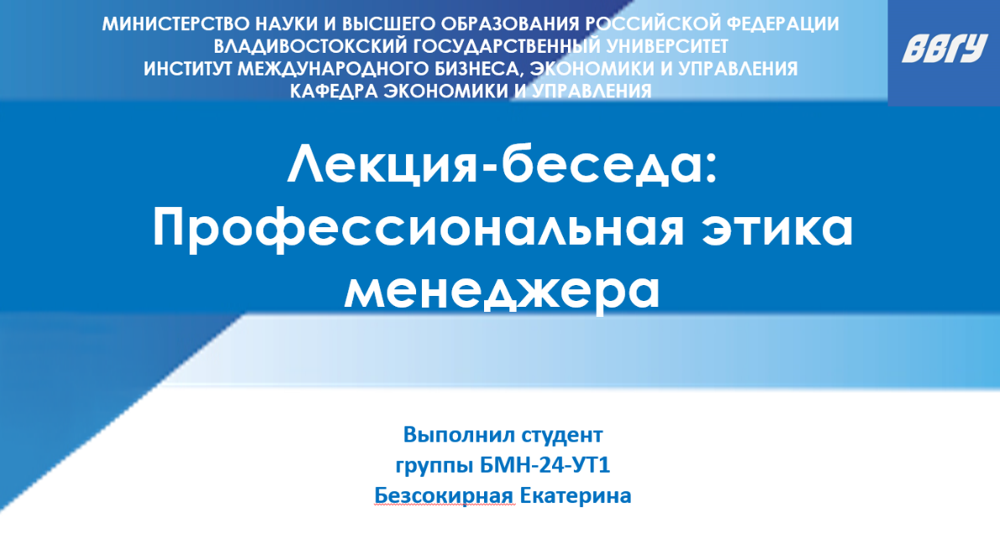 МИНИСТЕРСТВО НАУКИ И ВЫСШЕГО ОБРАЗОВАНИЯ РОССИЙСКОЙ ФЕДЕРАЦИИ
ВЛАДИВОСТОКСКИЙ ГОСУДАРСТВЕННЫЙ УНИВЕРСИТЕТ
ИНСТИТУТ МЕЖДУНАРОДНОГО БИЗНЕСА, ЭКОНОМИКИ И УПРАВЛЕНИЯ
КАФЕДРА ЭКОНОМИКИ И УПРАВЛЕНИЯ
ВВГУ
Лекция-беседа:
Профессиональная этика
менеджера
Выполнил студент
группы БМН-24-УТ1
Безсокирная Екатерина